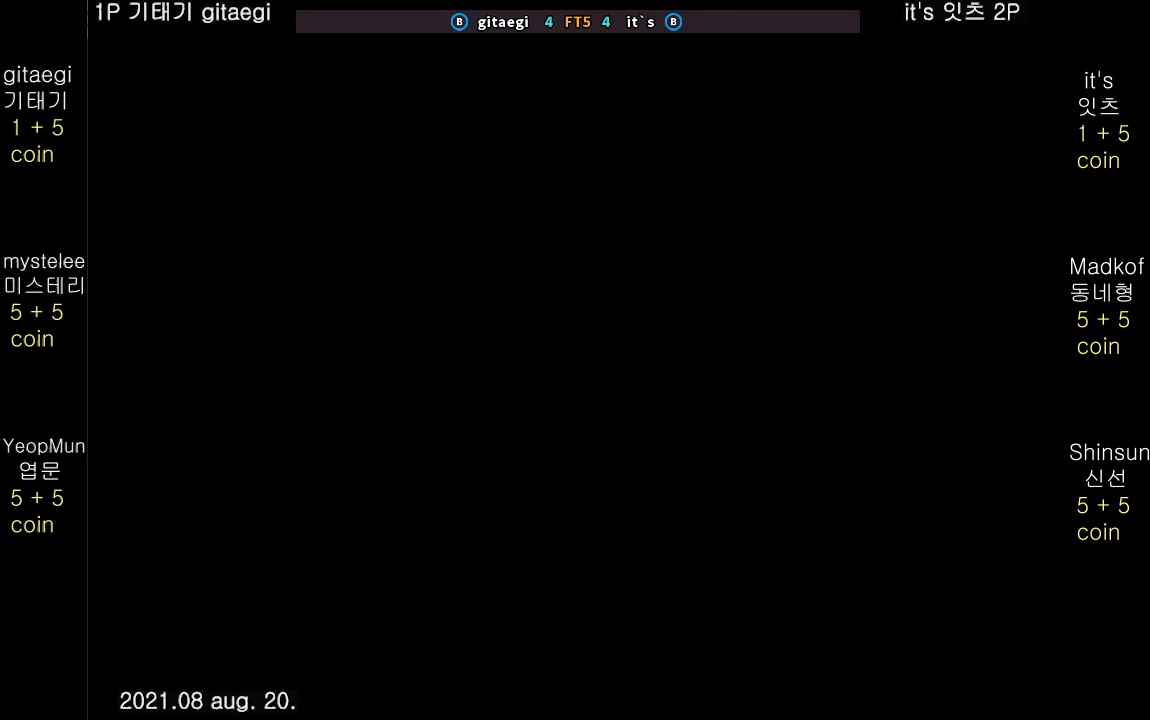 1P 기태기 gitaegi
B gitaegi 4 FT5 4 it`s B
it's 잇츠 2P
gitaegi
기태기
1 + 5
coin
mystelee
미스테리
5 + 5
coin
YeopMun
엽문
5 + 5
coin
it's
잇츠
1 + 5
coin
Madkof
동네형
5 + 5
coin
Shinsun
신선
5 + 5
coin
2021.08 aug. 20.